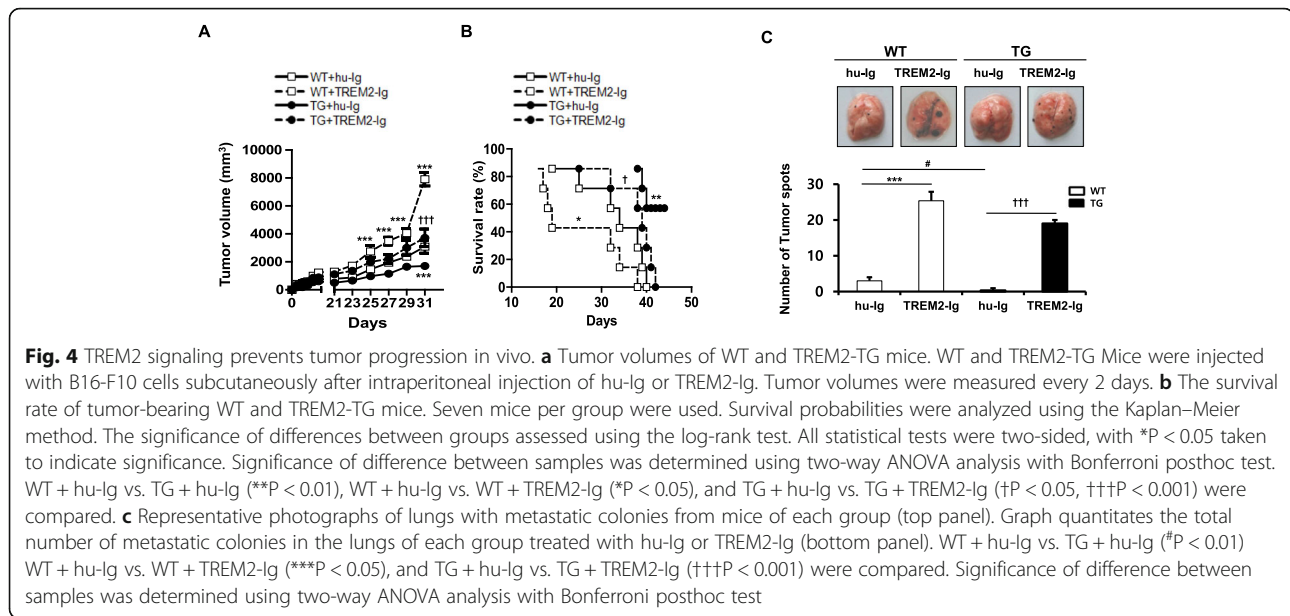 A
WT+hu-Ig
WT+TREM2-Ig
TG+hu-Ig
TG+TREM2-Ig
Tumor volume (mm³)
10000
8000
6000
4000
2000
0
***
***
***
***
†††
***
0 21 23 25 27 29 31
Days
B
WT+hu-Ig
WT+TREM2-Ig
TG+hu-Ig
TG+TREM2-Ig
Survival rate (%)
100
80
60
40
20
0
†
**
*
10 20 30 40 50
Days
C
WT TG
hu-Ig TREM2-Ig hu-Ig TREM2-Ig
Number of Tumor spots
30
20
10
0
#
***
†††
WT
TG
hu-Ig TREM2-Ig hu-Ig TREM2-Ig
Fig. 4 TREM2 signaling prevents tumor progression in vivo. a Tumor volumes of WT and TREM2-TG mice. WT and TREM2-TG Mice were injected
with B16-F10 cells subcutaneously after intraperitoneal injection of hu-Ig or TREM2-Ig. Tumor volumes were measured every 2 days. b The survival
rate of tumor-bearing WT and TREM2-TG mice. Seven mice per group were used. Survival probabilities were analyzed using the Kaplan–Meier
method. The significance of differences between groups assessed using the log-rank test. All statistical tests were two-sided, with *P < 0.05 taken
to indicate significance. Significance of difference between samples was determined using two-way ANOVA analysis with Bonferroni posthoc test.
WT + hu-Ig vs. TG + hu-Ig (**P < 0.01), WT + hu-Ig vs. WT + TREM2-Ig (*P < 0.05), and TG + hu-Ig vs. TG + TREM2-Ig (†P < 0.05, †††P < 0.001) were
compared. c Representative photographs of lungs with metastatic colonies from mice of each group (top panel). Graph quantitates the total
number of metastatic colonies in the lungs of each group treated with hu-Ig or TREM2-Ig (bottom panel). WT + hu-Ig vs. TG + hu-Ig (#P < 0.01)
WT + hu-Ig vs. WT + TREM2-Ig (***P < 0.05), and TG + hu-Ig vs. TG + TREM2-Ig (†††P < 0.001) were compared. Significance of difference between
samples was determined using two-way ANOVA analysis with Bonferroni posthoc test